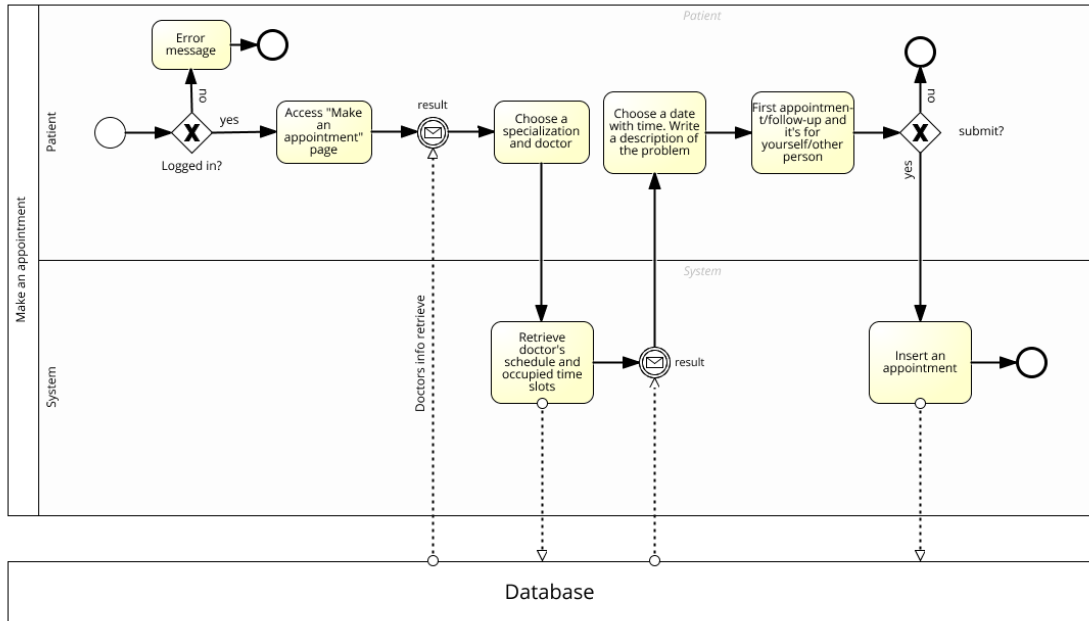 Make an appointment
Patient
Patient
Error
message
no
yes
Logged in?
Access "Make
an
appointment"
page
result
Choose a
specialization
and doctor
Choose a date
with time. Write
a description of
the problem
First appointmen-
t/follow-up and
it's for
yourself/other
person
no
submit?
yes
System
System
Doctors info retrieve
Retrieve
doctor's
schedule and
occupied time
slots
result
Insert an
appointment
Database